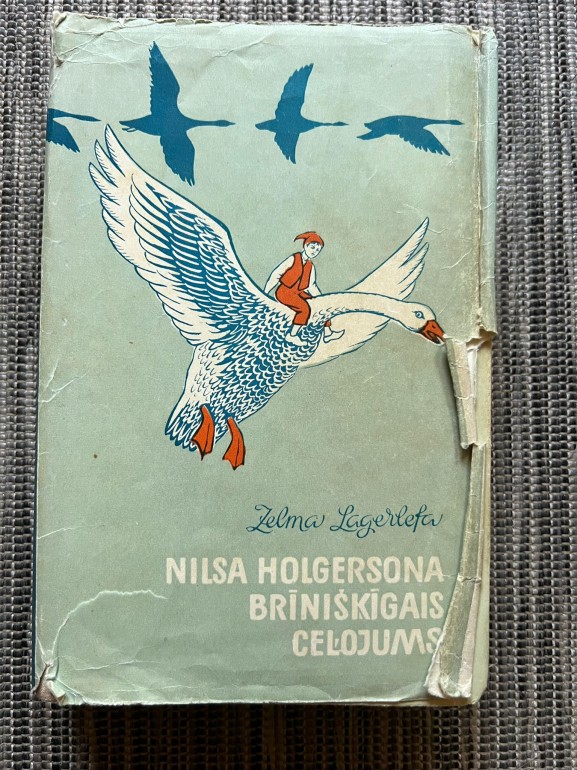 Zelma Lagerlefa
NILSA HOLGERSONA
BRĪNIŠĶĪGAIS
CEĻOJUMS